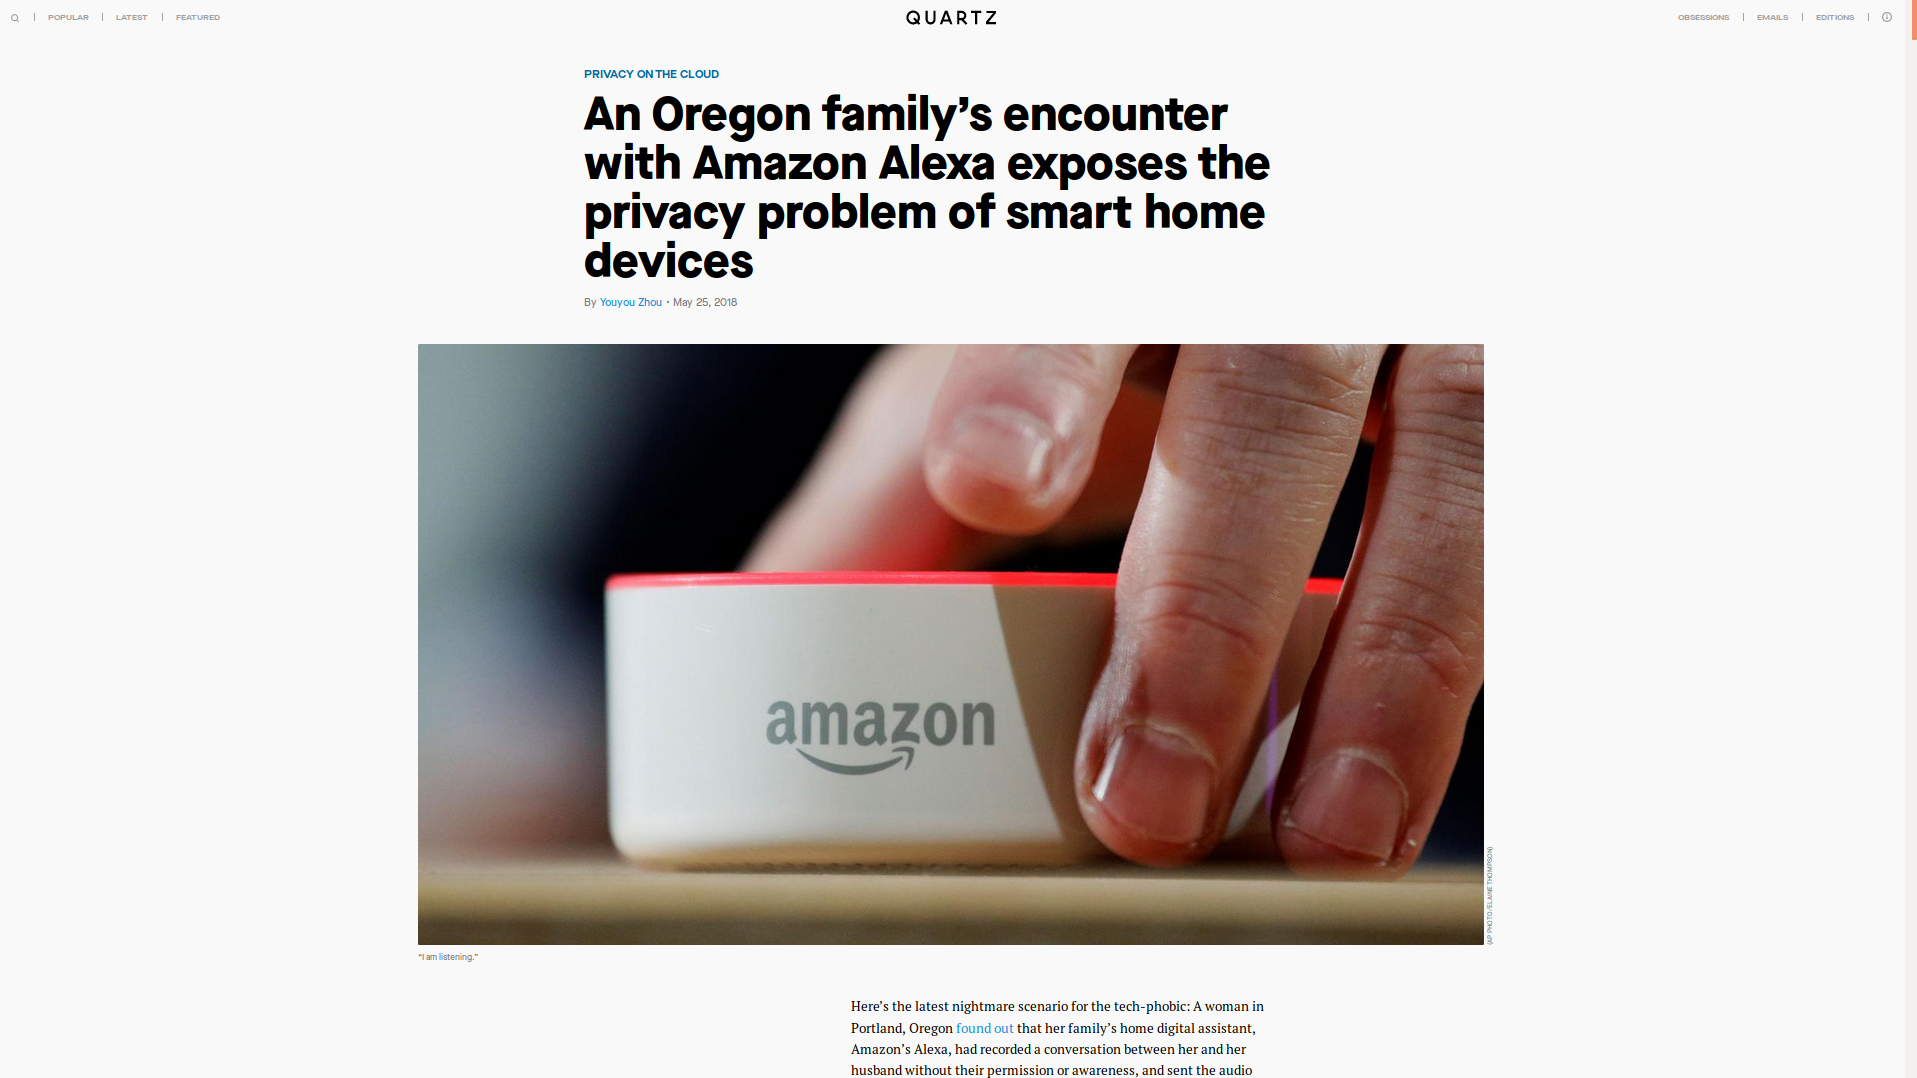 POPULAR
LATEST
FEATURED
QUARTZ
OBSESSIONS
EMAILS
EDITIONS
PRIVACY ON THE CLOUD
An Oregon family’s encounter
with Amazon Alexa exposes the
privacy problem of smart home
devices
By Youyou Zhou • May 25, 2018
amazon
(AP PHOTO/ELAINE THOMPSON)
“I am listening.”
Here’s the latest nightmare scenario for the tech-phobic: A woman in
Portland, Oregon found out that her family’s home digital assistant,
Amazon’s Alexa, had recorded a conversation between her and her
husband without their permission or awareness, and sent the audio